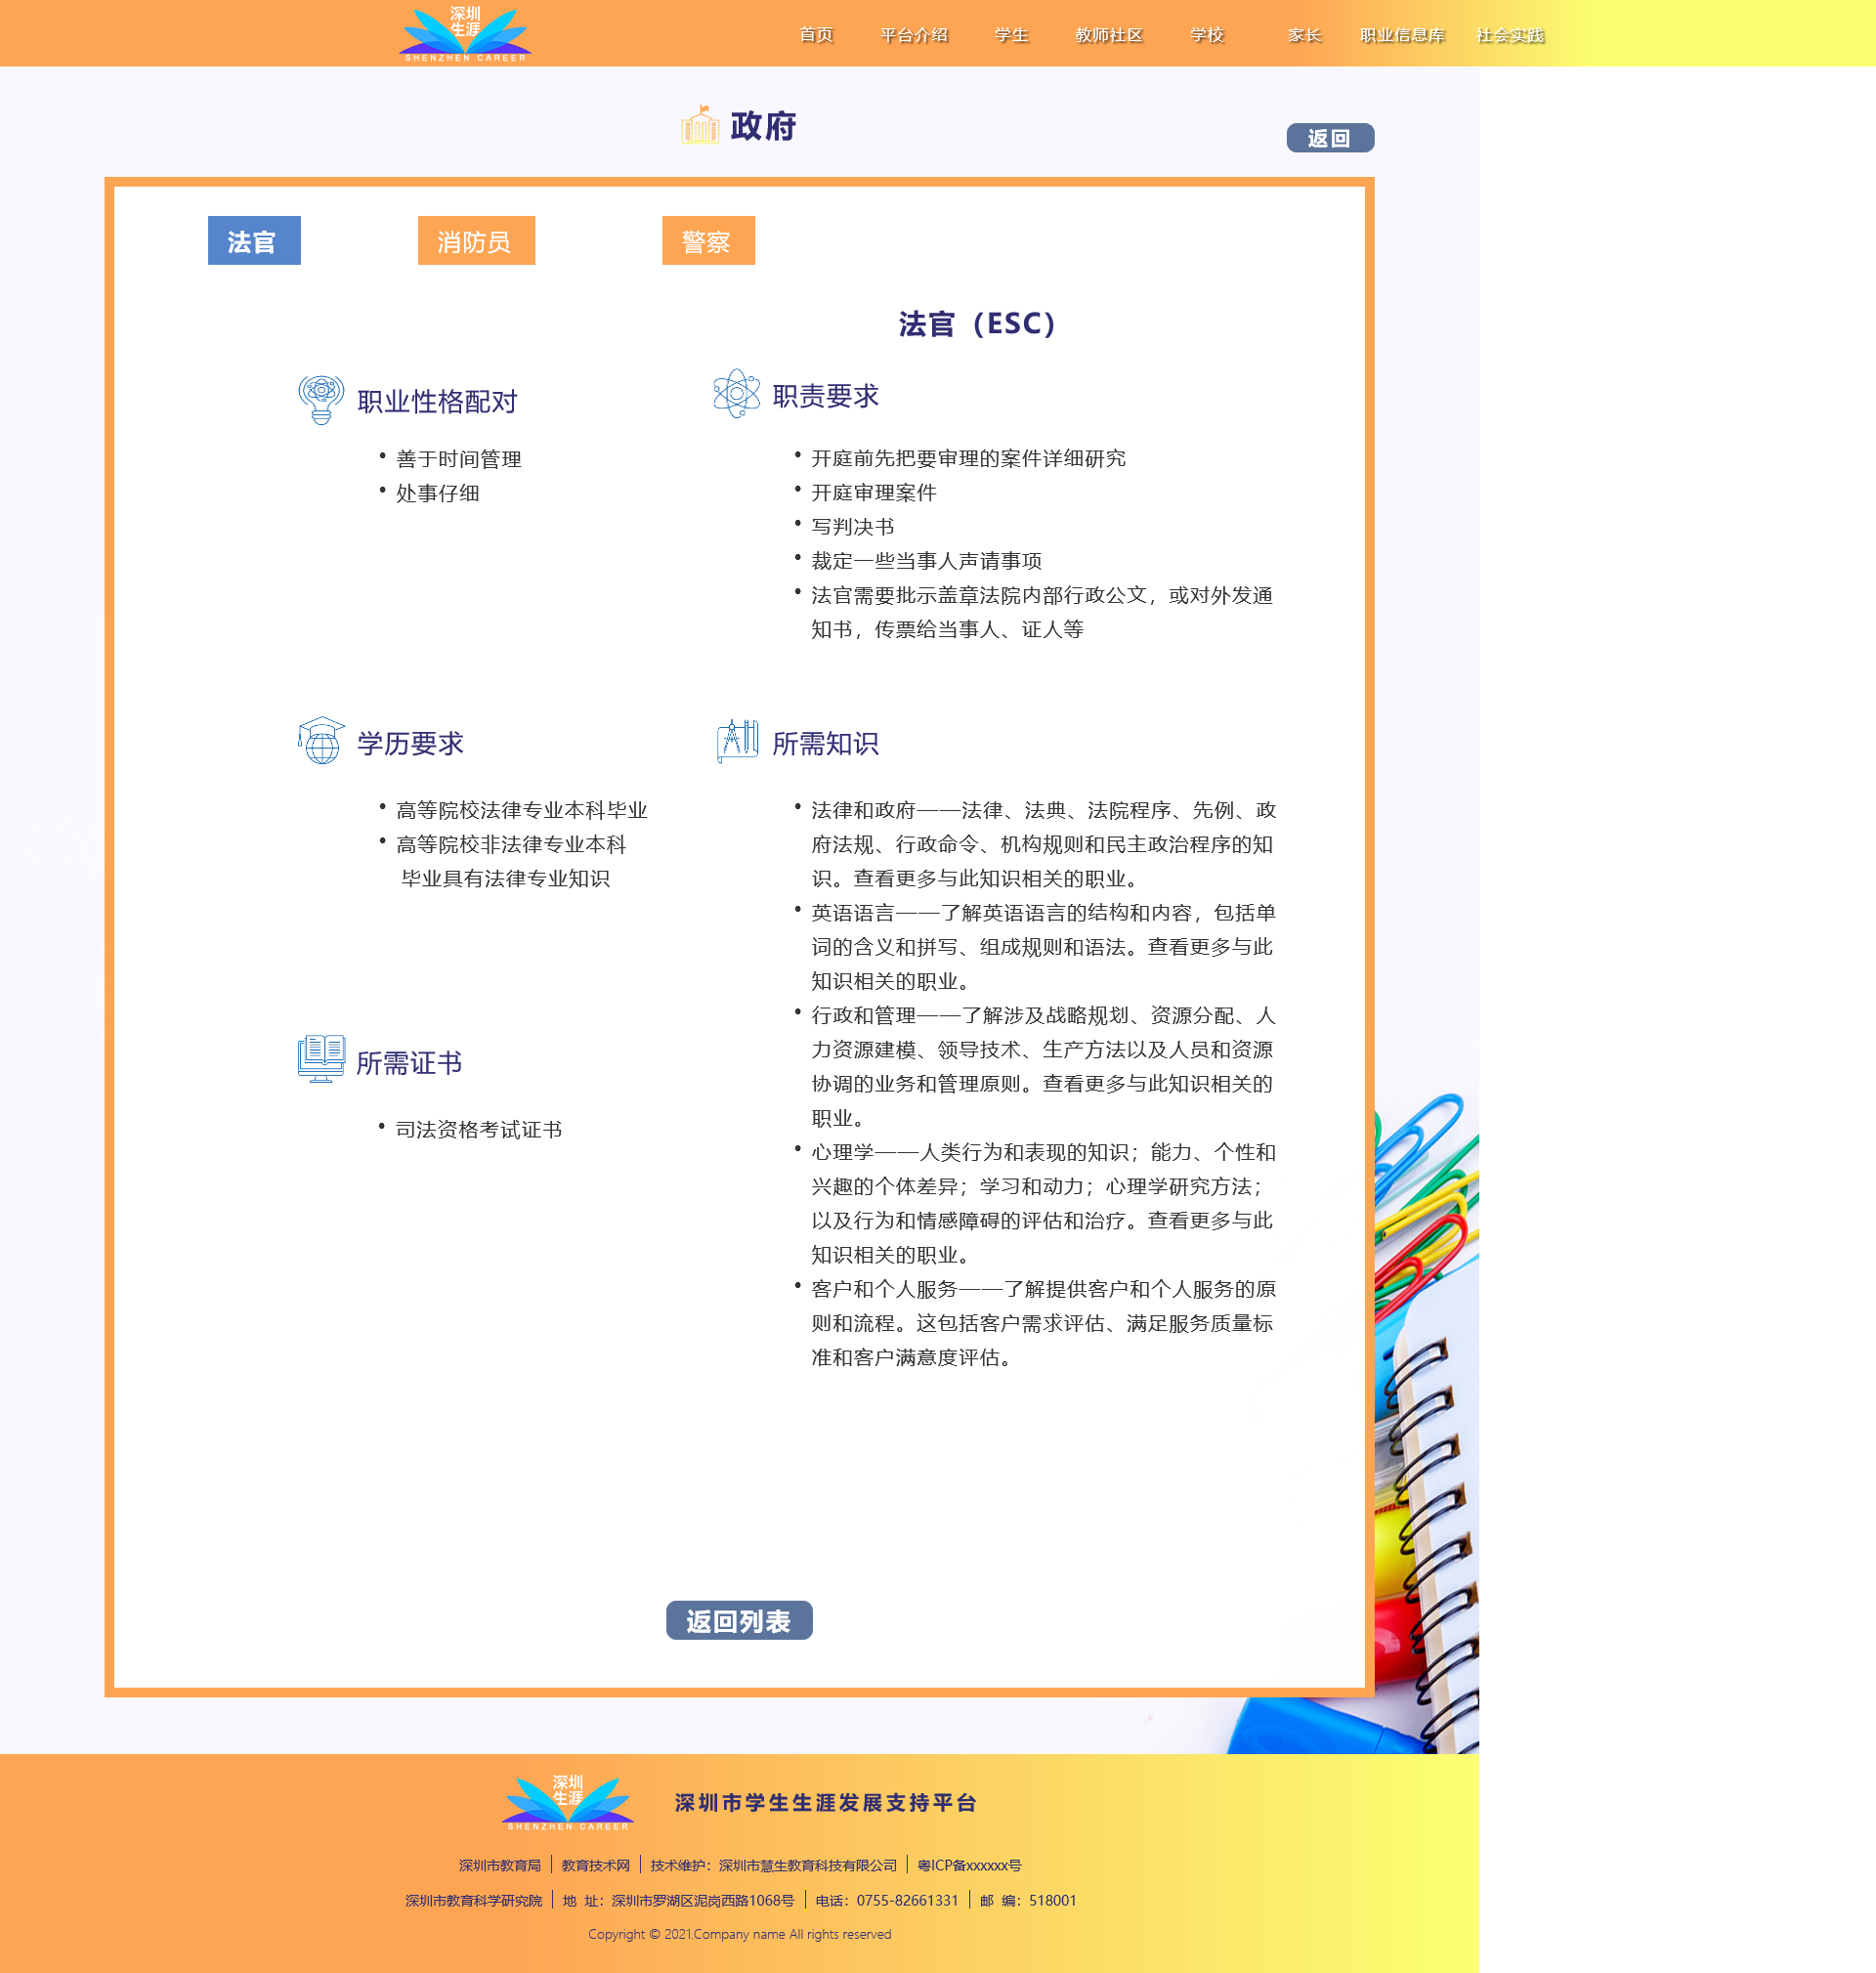 深圳
生涯
SHENZHEN CAREER
首页 平台介绍 学生 教师社区 学校 家长 职业信息库 社会实践
政府
返回
法官 消防员 警察
法官（ESC）
职业性格配对
• 善于时间管理
• 处事仔细
职责要求
• 开庭前先把要审理的案件详细研究
• 开庭审理案件
• 写判决书
• 裁定一些当事人声请事项
• 法官需要批示盖章法院内部行政公文，或对外发通
知书，传票给当事人、证人等
学历要求
• 高等院校法律专业本科毕业
• 高等院校非法律专业本科
毕业具有法律专业知识
所需证书
• 司法资格考试证书
所需知识
• 法律和政府——法律、法典、法院程序、先例、政
府法规、行政命令、机构规则和民主政治程序的知
识。查看更多与此知识相关的职业。
• 英语语言——了解英语语言的结构和内容，包括单
词的含义和拼写、组成规则和语法。查看更多与此
知识相关的职业。
• 行政和管理——了解涉及战略规划、资源分配、人
力资源建模、领导技术、生产方法以及人员和资源
协调的业务和管理原则。查看更多与此知识相关的
职业。
• 心理学——人类行为和表现的知识；能力、个性和
兴趣的个体差异；学习和动力；心理学研究方法；
以及行为和情感障碍的评估和治疗。查看更多与此
知识相关的职业。
• 客户和个人服务——了解提供客户和个人服务的原
则和流程。这包括客户需求评估、满足服务质量标
准和客户满意度评估。
返回列表
深圳
生涯
SHENZHEN CAREER
深圳市学生生涯发展支持平台
深圳市教育局 | 教育技术网 | 技术维护：深圳市慧生教育科技有限公司 | 粤ICP备xxxxxx号
深圳市教育科学研究院 | 地 址：深圳市罗湖区泥岗西路1068号 | 电话：0755-82661331 | 邮 编：518001
Copyright © 2021.Company name All rights reserved